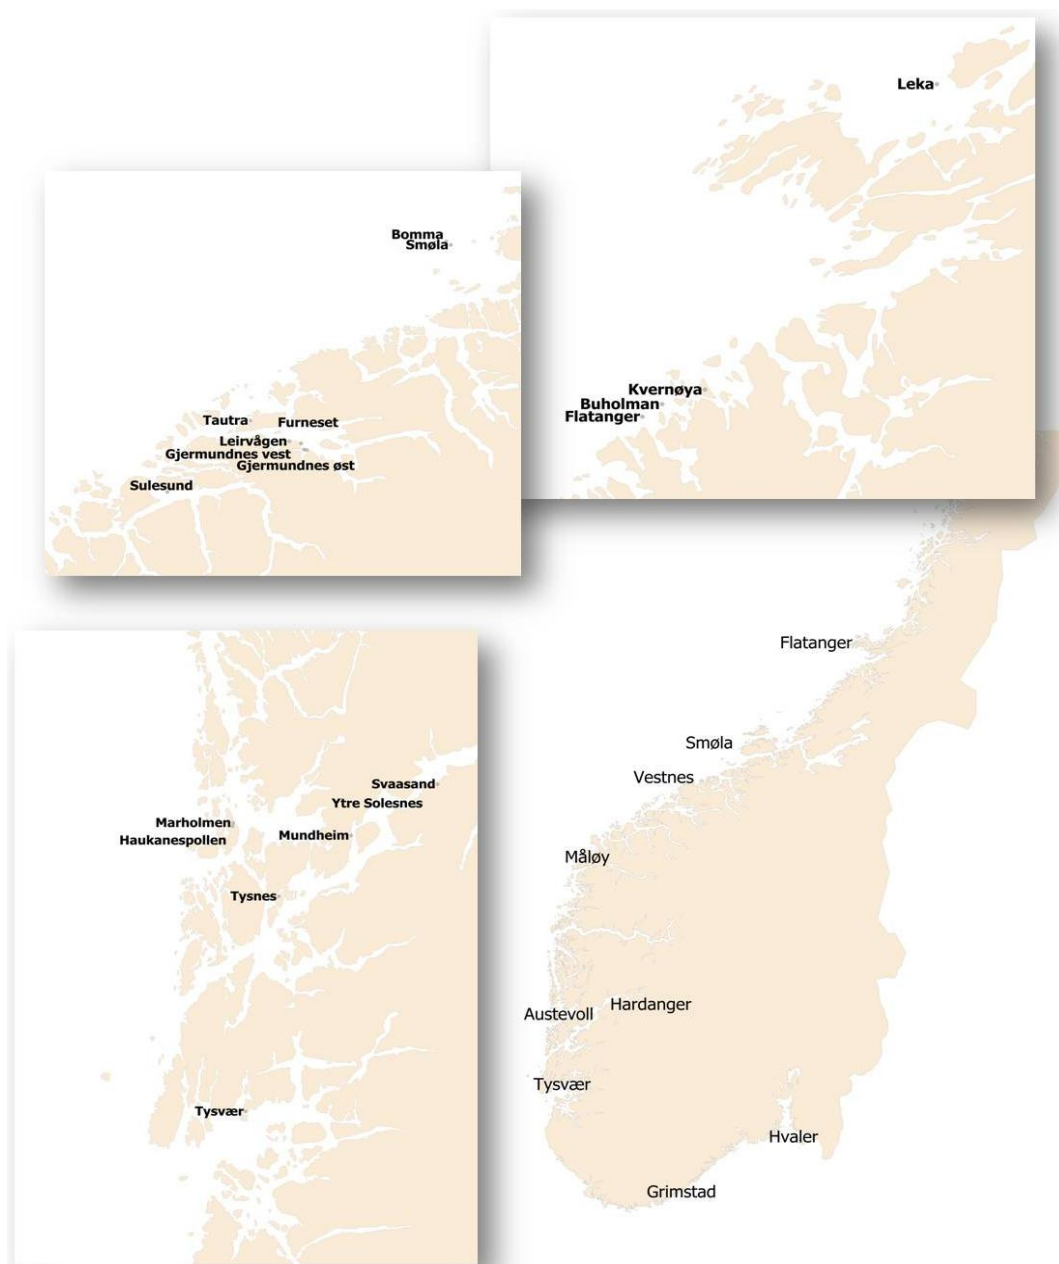 Leka
Kvernøya
Buholman
Flatanger
Bomma
Smøla
Tautra
Furneset
Leirvågen
Gjermundnes vest
Gjermundnes øst
Sulesund
Svaasand
Ytre Solesnes
Marholmen
Haukanespollen
Mundheim
Tysnes
Tysvær
Flatanger
Smøla
Vestnes
Måløy
Hardanger
Austevoll
Tysvær
Hvaler
Grimstad